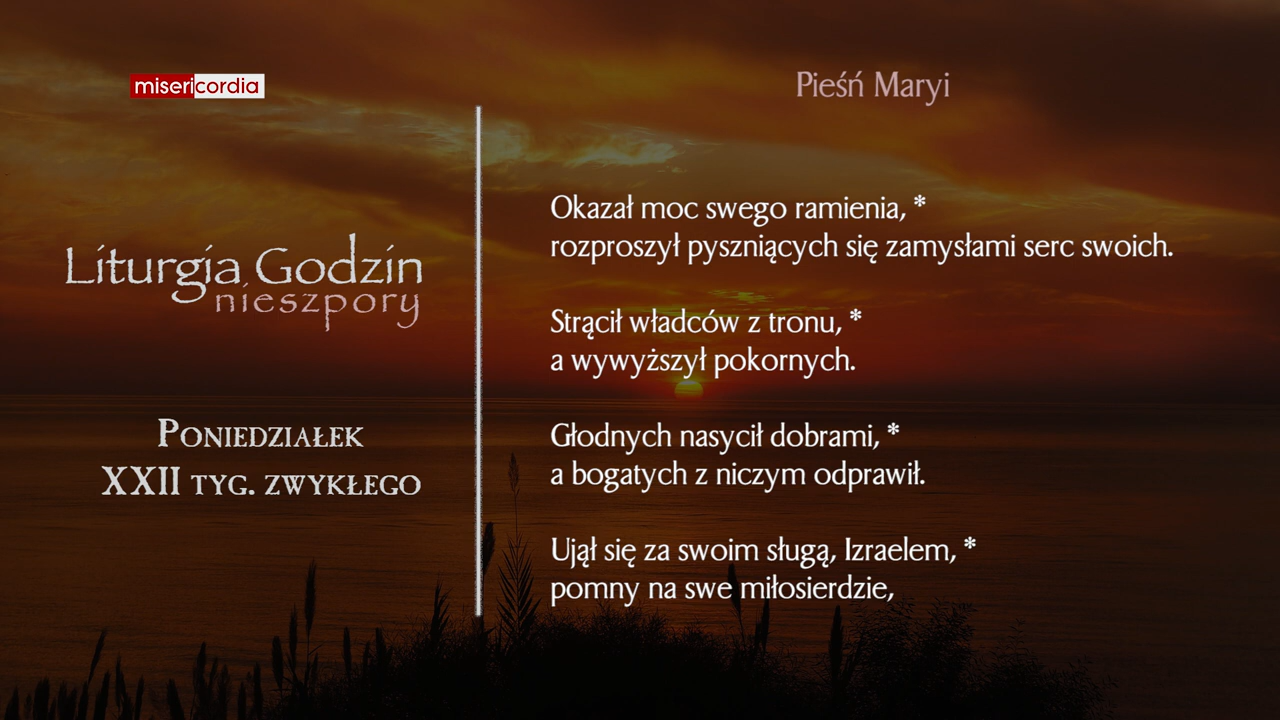 misericordia
Liturgia Godzin
nieszpory
Poniedziałek
XXII tyg. zwykłego
Pieśń Maryi
Okazał moc swego ramienia, *
rozproszył pyszniących się zamysłami serc swoich.
Strącił władców z tronu, *
a wywyższył pokornych.
Głodnych nasycił dobrami, *
a bogatych z niczym odprawił.
Ujął się za swoim sługą, Izraelem, *
pomny na swe miłosierdzie,